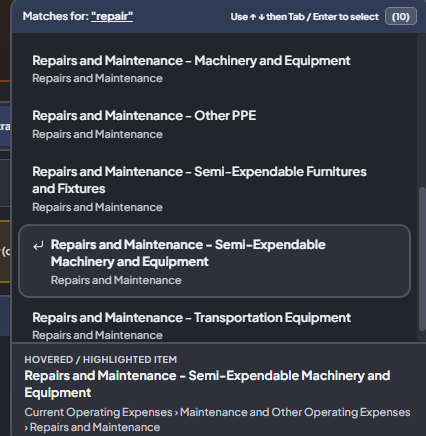 Matches for: "repair" Use ↑ ↓ then Tab / Enter to select (10)
Repairs and Maintenance - Machinery and Equipment
Repairs and Maintenance
Repairs and Maintenance - Other PPE
Repairs and Maintenance
Repairs and Maintenance - Semi-Expendable Furnitures
and Fixtures
Repairs and Maintenance
Repairs and Maintenance - Semi-Expendable
Machinery and Equipment
Repairs and Maintenance
Repairs and Maintenance - Transportation Equipment
Repairs and Maintenance
HOVERED / HIGHLIGHTED ITEM
Repairs and Maintenance - Semi-Expendable Machinery and
Equipment
Current Operating Expenses › Maintenance and Other Operating Expenses
› Repairs and Maintenance